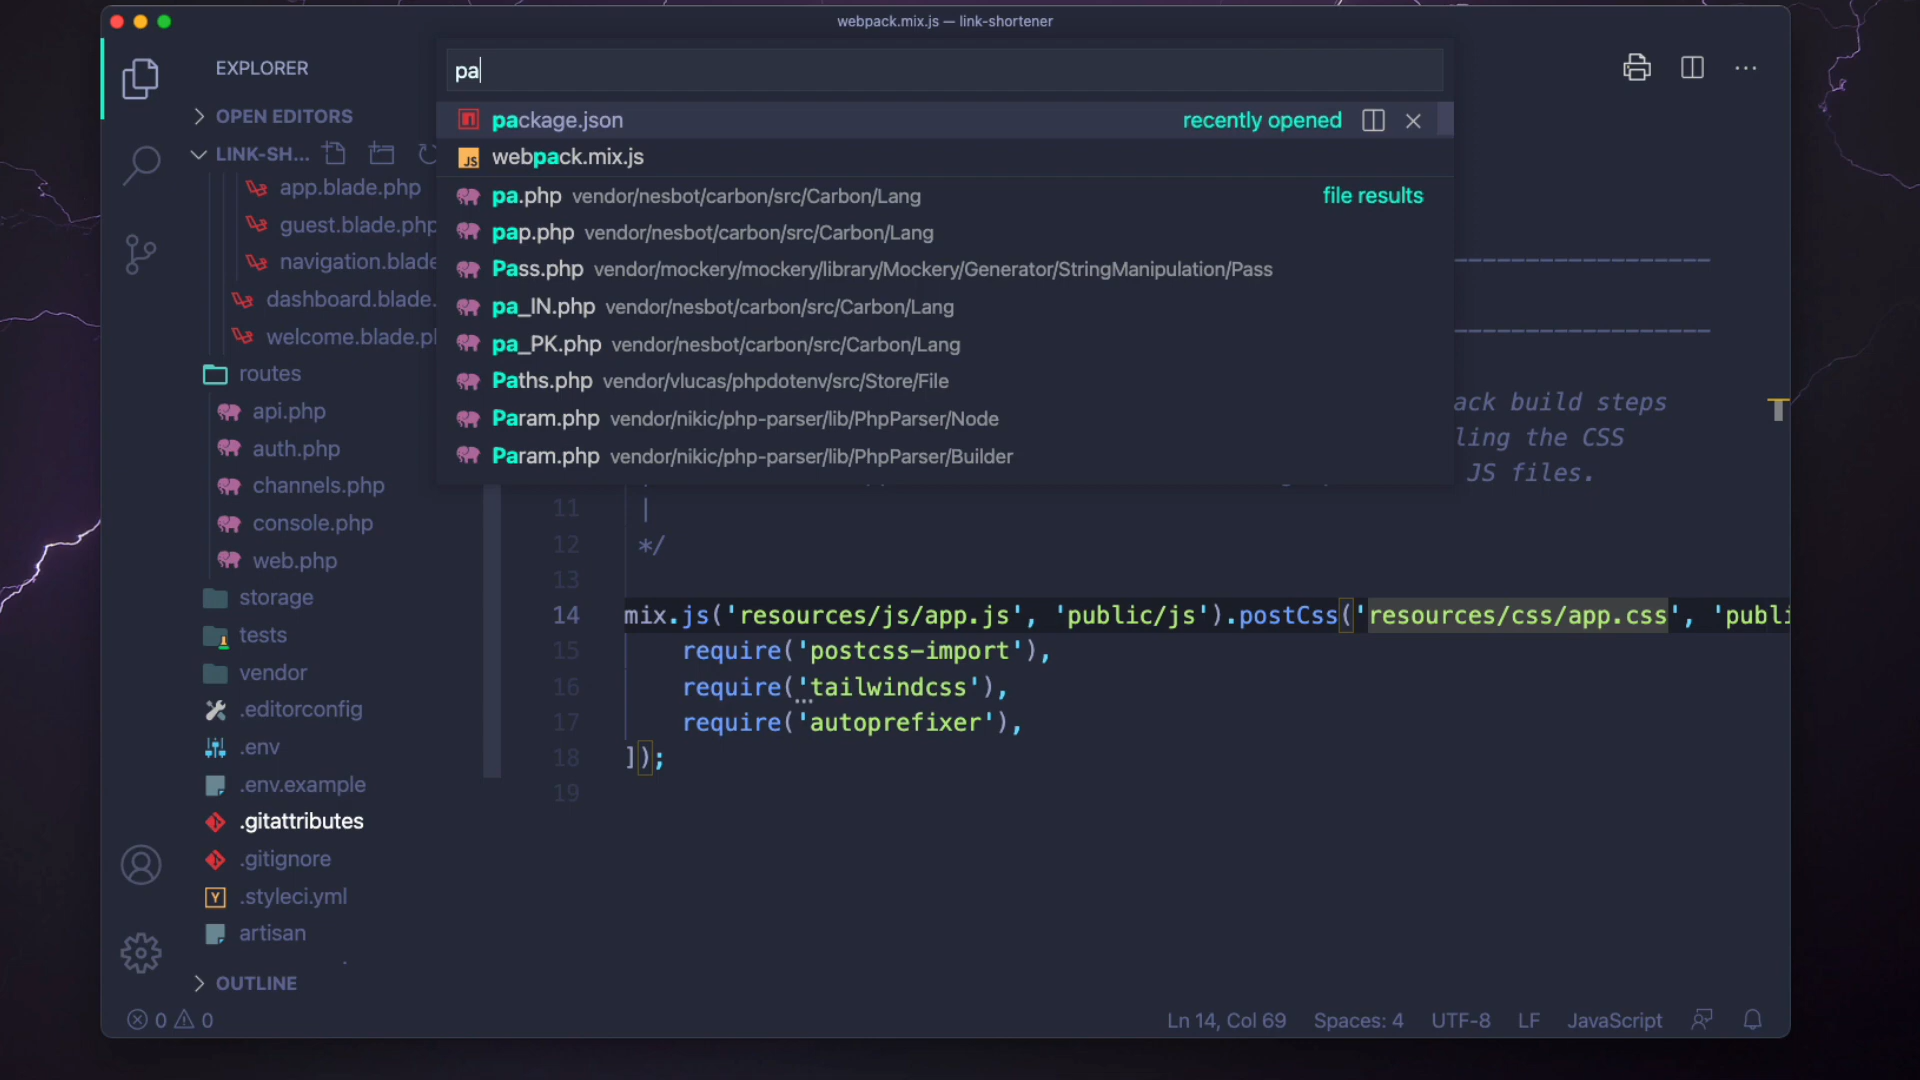 webpack.mix.js — link-shortener
EXPLORER
OPEN EDITORS
LINK-SH...
app.blade.php
guest.blade.php
navigation.blade
dashboard.blade.
welcome.blade.pl
routes
api.php
auth.php
channels.php
console.php
web.php
storage
tests
vendor
.editorconfig
.env
.env.example
.gitattributes
.gitignore
.styleci.yml
artisan
OUTLINE
pa
package.json recently opened
webpack.mix.js
pa.php vendor/nesbot/carbon/src/Carbon/Lang file results
pap.php vendor/nesbot/carbon/src/Carbon/Lang
Pass.php vendor/mockery/mockery/library/Mockery/Generator/StringManipulation/Pass
pa_IN.php vendor/nesbot/carbon/src/Carbon/Lang
pa_PK.php vendor/nesbot/carbon/src/Carbon/Lang
Paths.php vendor/vlucas/phpdotenv/src/Store/File
Param.php vendor/nikic/php-parser/lib/PhpParser/Node
Param.php vendor/nikic/php-parser/lib/PhpParser/Builder
ack build steps
ling the CSS
JS files.
11 |
12 */
13
14 mix.js('resources/js/app.js', 'public/js').postCss('resources/css/app.css', 'publi
15 require('postcss-import'),
16 require('tailwindcss'),
17 require('autoprefixer'),
18 ]);
19
0 0
Ln 14, Col 69 Spaces: 4 UTF-8 LF JavaScript